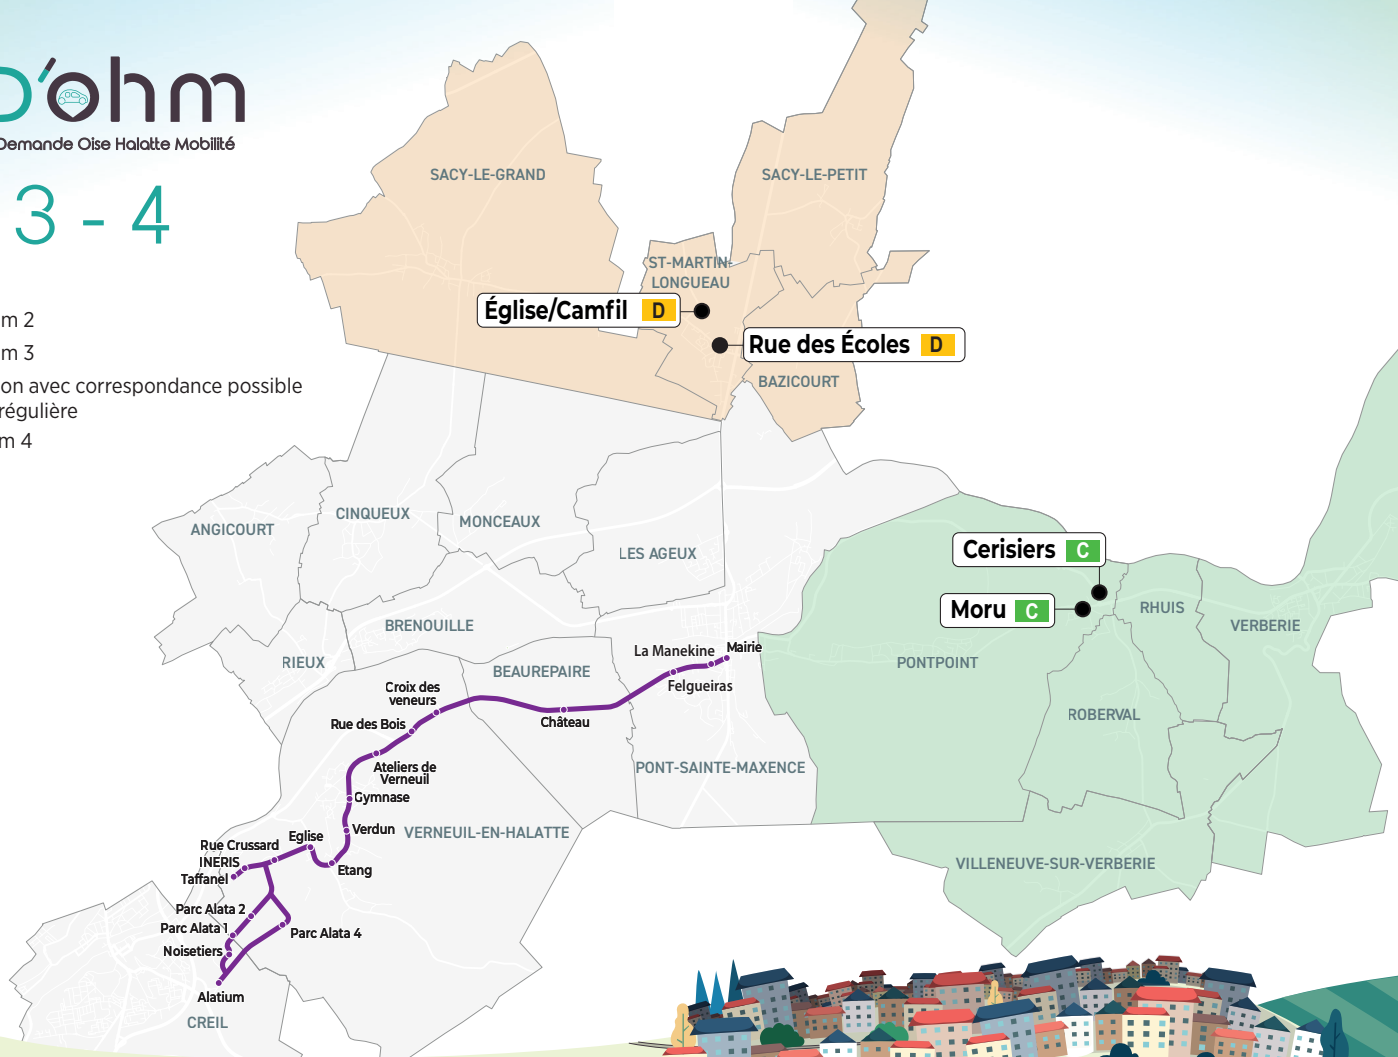 D'ohm
Demande Oise Halatte Mobilité
3 - 4
m 2
m 3
on avec correspondance possible
régulière
m 4
SACY-LE-GRAND
SACY-LE-PETIT
ST-MARTIN-
LONGUEAU
Église/Camfil D
Rue des Écoles D
BAZICOURT
ANGICOURT
CINQUEUX
MONCEAUX
LES AGEUX
Cerisiers C
Moru C
RHUIS
VERBERIE
BRENOUILLE
RIEUX
BEAUREPAIRE
La Manekine
Mairie
Felgueiras
PONTPOINT
ROBERVAL
Croix des
veneurs
Rue des Bois
Château
Ateliers de
Verneuil
PONT-SAINTE-MAXENCE
Gymnase
Verdun
VERNEUIL-EN-HALATTE
Eglise
Rue Crussard
INERIS
Taffanel
Etang
VILLENEUVE-SUR-VERBERIE
Parc Alata 2
Parc Alata 1
Parc Alata 4
Noisetiers
Alatium
CREIL